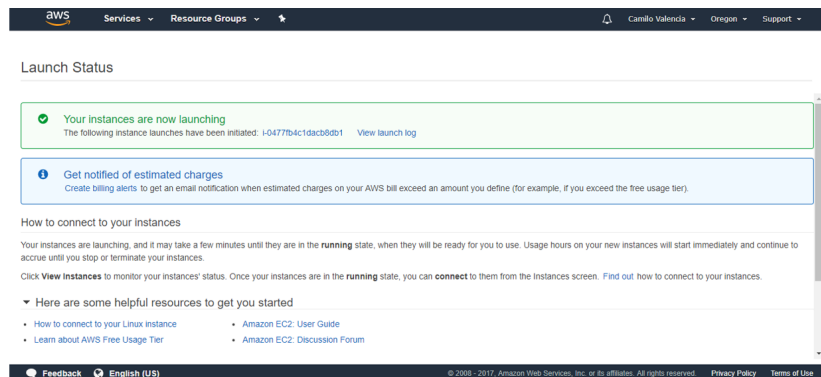 aws Services Resource Groups Camilo Valencia Oregon Support
Launch Status
Your instances are now launching
The following instance launches have been initiated: i-0477fb4c1dacb8db1 View launch log
Get notified of estimated charges
Create billing alerts to get an email notification when estimated charges on your AWS bill exceed an amount you define (for example, if you exceed the free usage tier).
How to connect to your instances
Your instances are launching, and it may take a few minutes until they are in the running state, when they will be ready for you to use. Usage hours on your new instances will start immediately and continue to
accrue until you stop or terminate your instances.
Click View Instances to monitor your instances' status. Once your instances are in the running state, you can connect to them from the Instances screen. Find out how to connect to your instances.
Here are some helpful resources to get you started
• How to connect to your Linux instance • Amazon EC2: User Guide
• Learn about AWS Free Usage Tier • Amazon EC2: Discussion Forum
Feedback English (US) © 2008 - 2017, Amazon Web Services, Inc. or its affiliates. All rights reserved. Privacy Policy Terms of Use